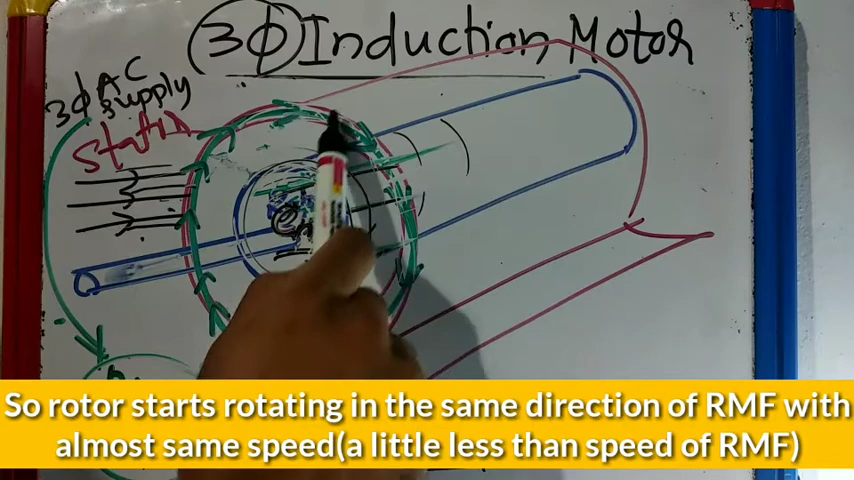 3Φ Induction Motor
3Φ AC
Supply
Stator
So rotor starts rotating in the same direction of RMF with
almost same speed(a little less than speed of RMF)